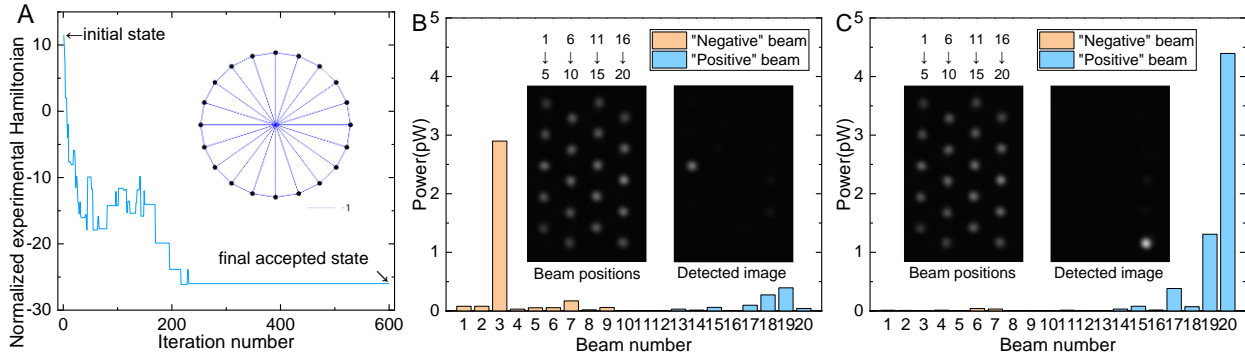 A
Normalized experimental Hamiltonian
10
0
-10
-20
-30
initial state
−1
final accepted state
0
200
400
600
Iteration number
B
Power(pW)
5
4
3
2
1
0
1 6 11 16
5 10 15 20
"Negative" beam
"Positive" beam
Beam positions
Detected image
1 2 3 4 5 6 7 8 9 10 11 12 13 14 15 16 17 18 19 20
Beam number
C
Power(pW)
5
4
3
2
1
0
1 6 11 16
5 10 15 20
"Negative" beam
"Positive" beam
Beam positions
Detected image
1 2 3 4 5 6 7 8 9 10 11 12 13 14 15 16 17 18 19 20
Beam number